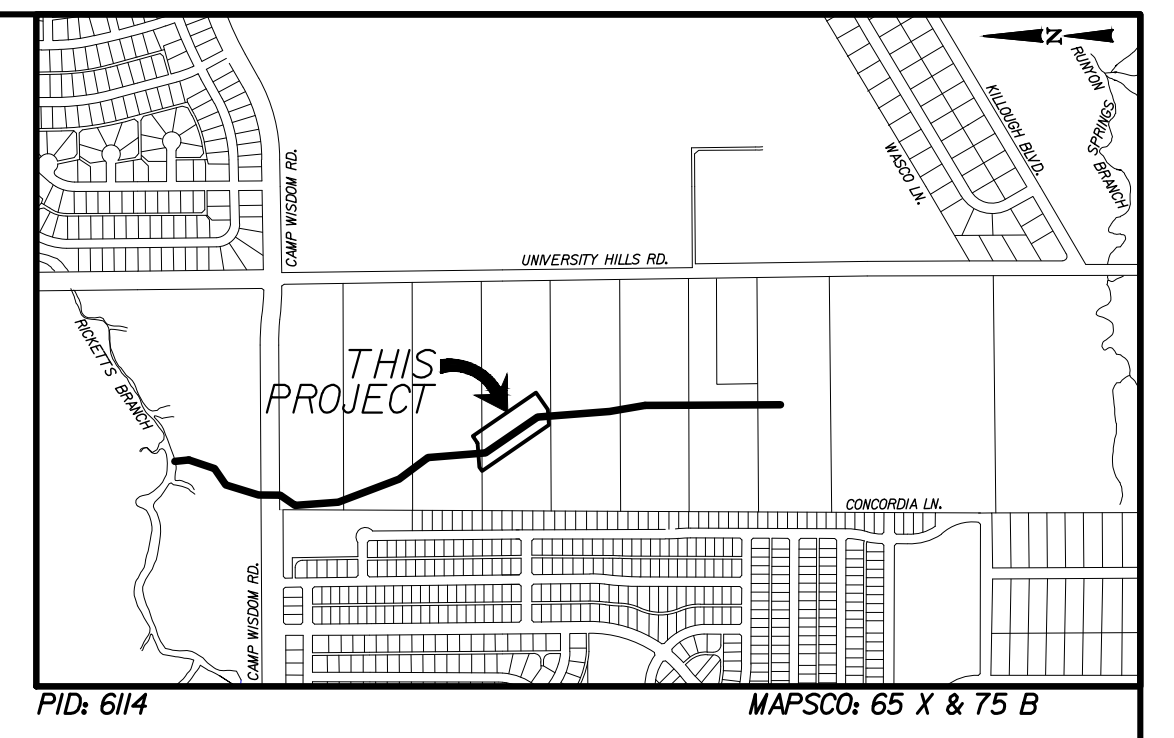 N
RUNYON SPRINGS BRANCH
KILLOUGH BLVD.
WASCO LN.
CAMP WISDOM RD.
UNIVERSITY HILLS RD.
RICKETTS BRANCH
THIS
PROJECT
CONCORDIA LN.
CAMP WISDOM RD.
PID: 6114
MAPSCO: 65 X & 75 B